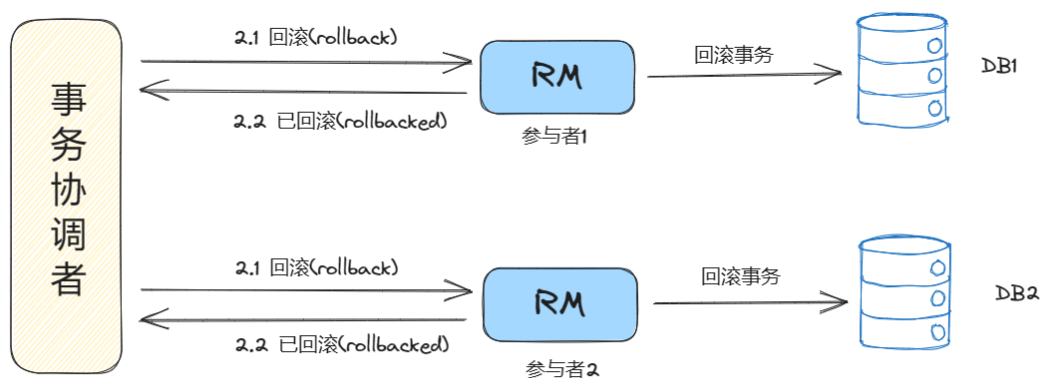 事务协调者
2.1 回滚(rollback)
RM
回滚事务
DB1
2.2 已回滚(rollbacked)
参与者1
2.1 回滚(rollback)
RM
回滚事务
DB2
2.2 已回滚(rollbacked)
参与者2